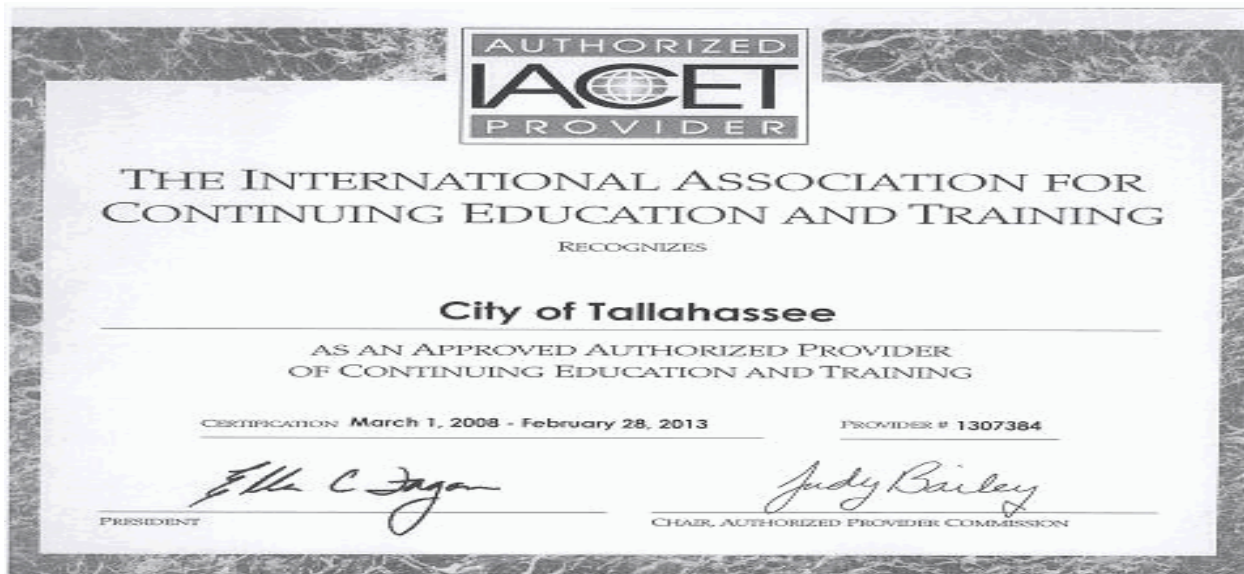 AUTHORIZED
IACET
PROVIDER
THE INTERNATIONAL ASSOCIATION FOR
CONTINUING EDUCATION AND TRAINING
RECOGNIZES
City of Tallahassee
AS AN APPROVED AUTHORIZED PROVIDER
OF CONTINUING EDUCATION AND TRAINING
CERTIFICATION March 1, 2008 - February 28, 2013 PROVIDER # 1307384
Ella C Fagan Judy Bailey
PRESIDENT CHAIR, AUTHORIZED PROVIDER COMMISSION